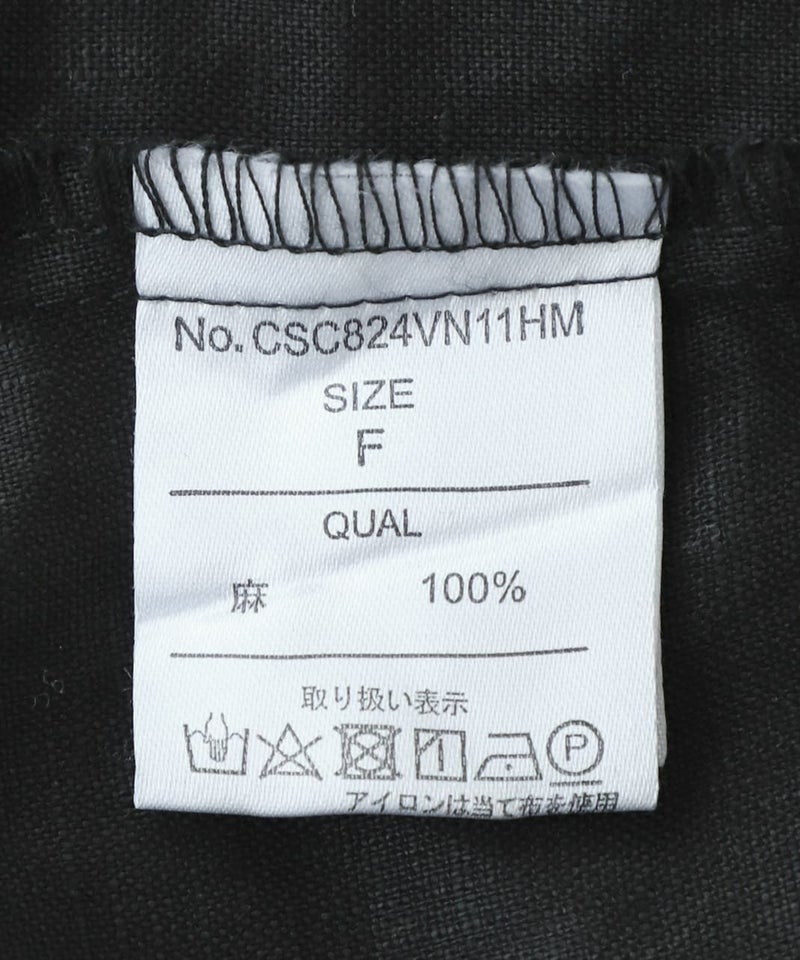 No. CSC824VN11HM
SIZE
F
QUAL
麻 100%
取り扱い表示
P
アイロンは当て布を使用